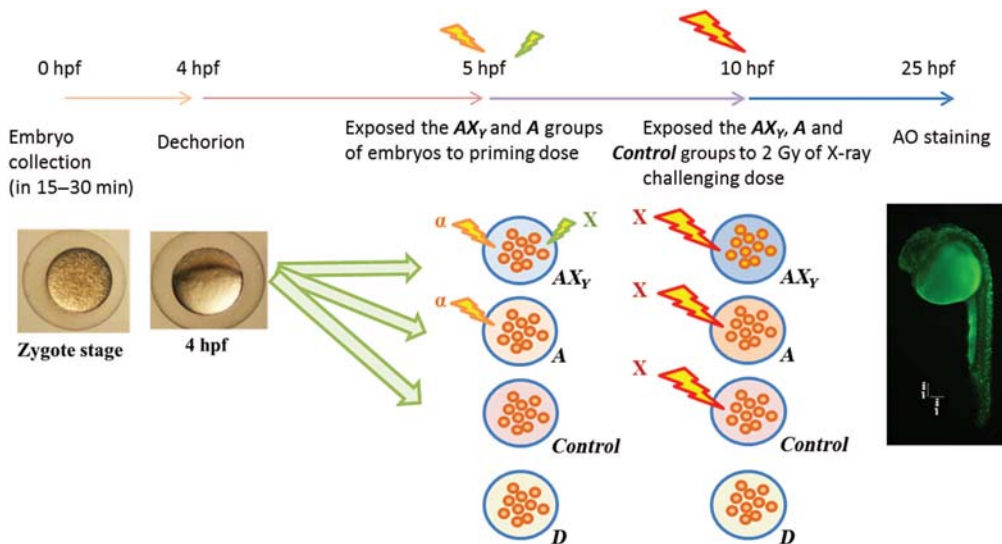 0 hpf
4 hpf
5 hpf
10 hpf
25 hpf
Embryo
collection
(in 15–30 min)
Dechorion
Exposed the AXY and A groups
of embryos to priming dose
Exposed the AXY, A and
Control groups to 2 Gy of X-ray
challenging dose
AO staining
Zygote stage
4 hpf
α
X
AXY
α
A
Control
D
X
AXY
X
A
X
Control
D